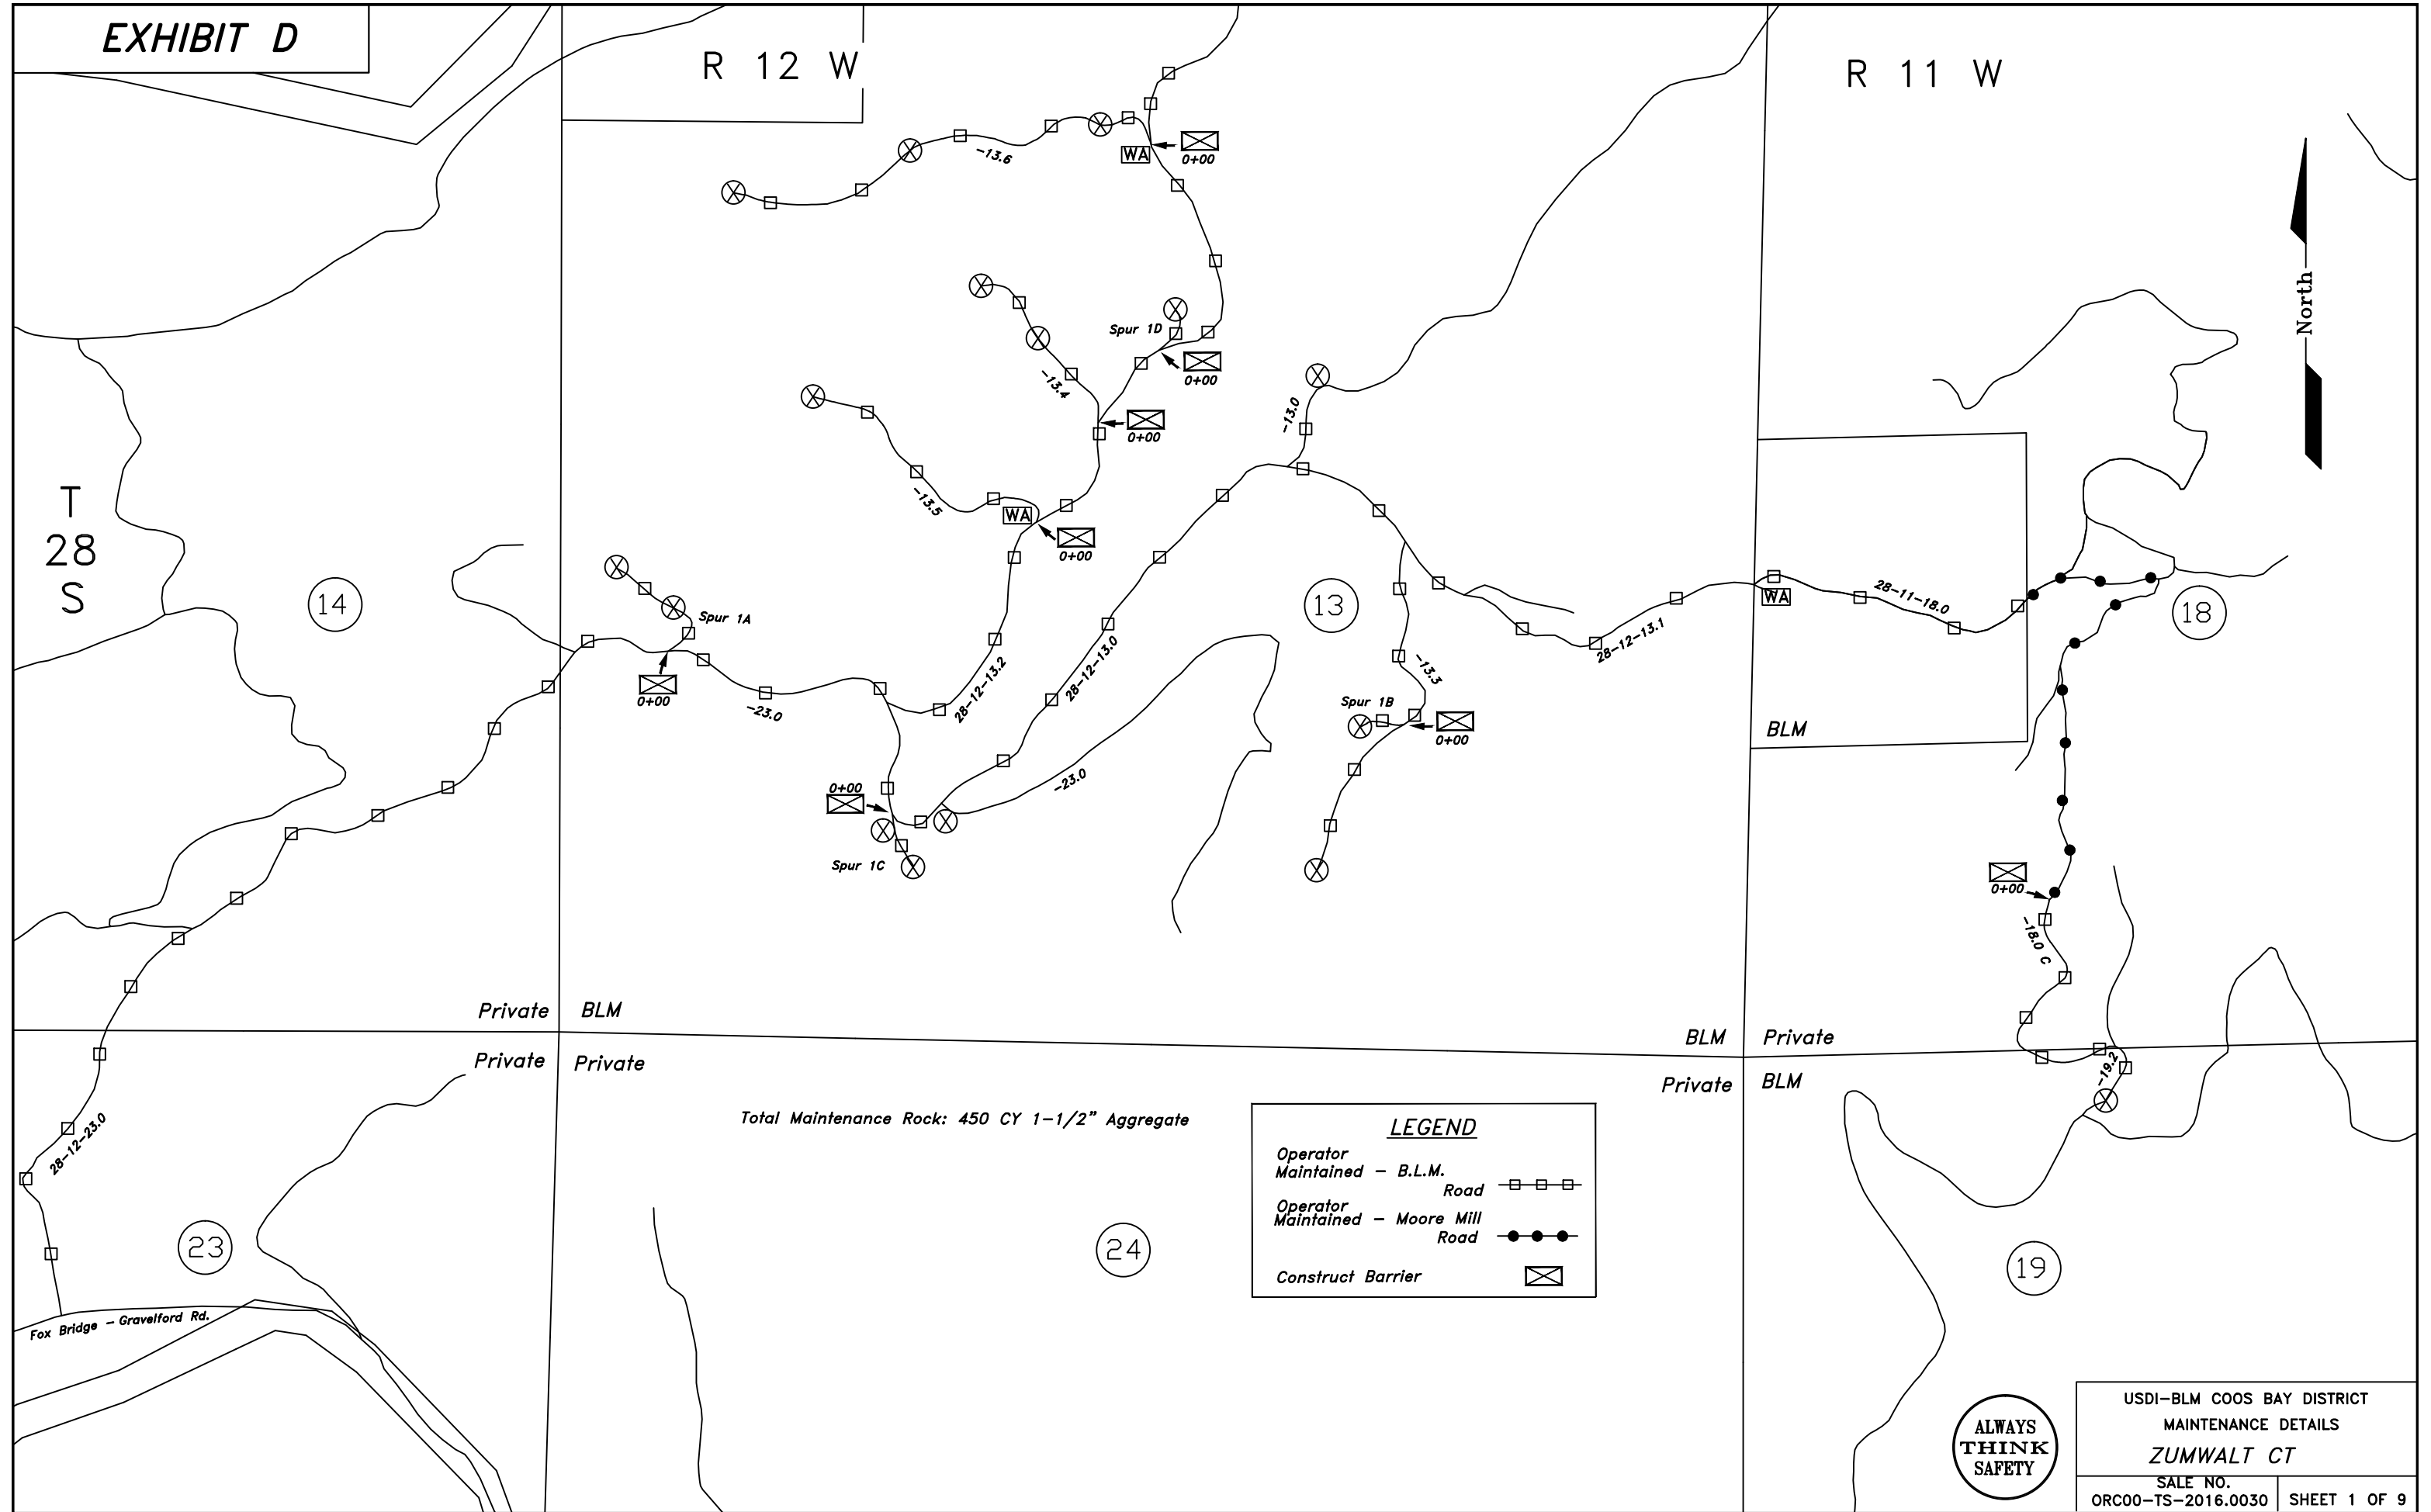 EXHIBIT D
R 12 W
R 11 W
North
T
28
S
-13.6
WA
0+00
Spur 1D
0+00
-13.4
0+00
-13.0
-13.5
WA
0+00
14
Spur 1A
0+00
-23.0
28-12-13.2
28-12-13.0
13
28-12-13.1
WA
28-11-18.0
18
-13.3
Spur 1B
0+00
BLM
-23.0
0+00
Spur 1C
0+00
-18.0 C
Private
BLM
BLM
Private
Private
Private
Private
BLM
-19.2
28-12-23.0
Total Maintenance Rock: 450 CY 1-1/2" Aggregate
LEGEND
Operator
Maintained - B.L.M.
Road
Operator
Maintained - Moore Mill
Road
Construct Barrier
23
24
19
Fox Bridge - Gravelford Rd.
ALWAYS
THINK
SAFETY
USDI-BLM COOS BAY DISTRICT
MAINTENANCE DETAILS
ZUMWALT CT
SALE NO.
ORC00-TS-2016.0030
SHEET 1 OF 9